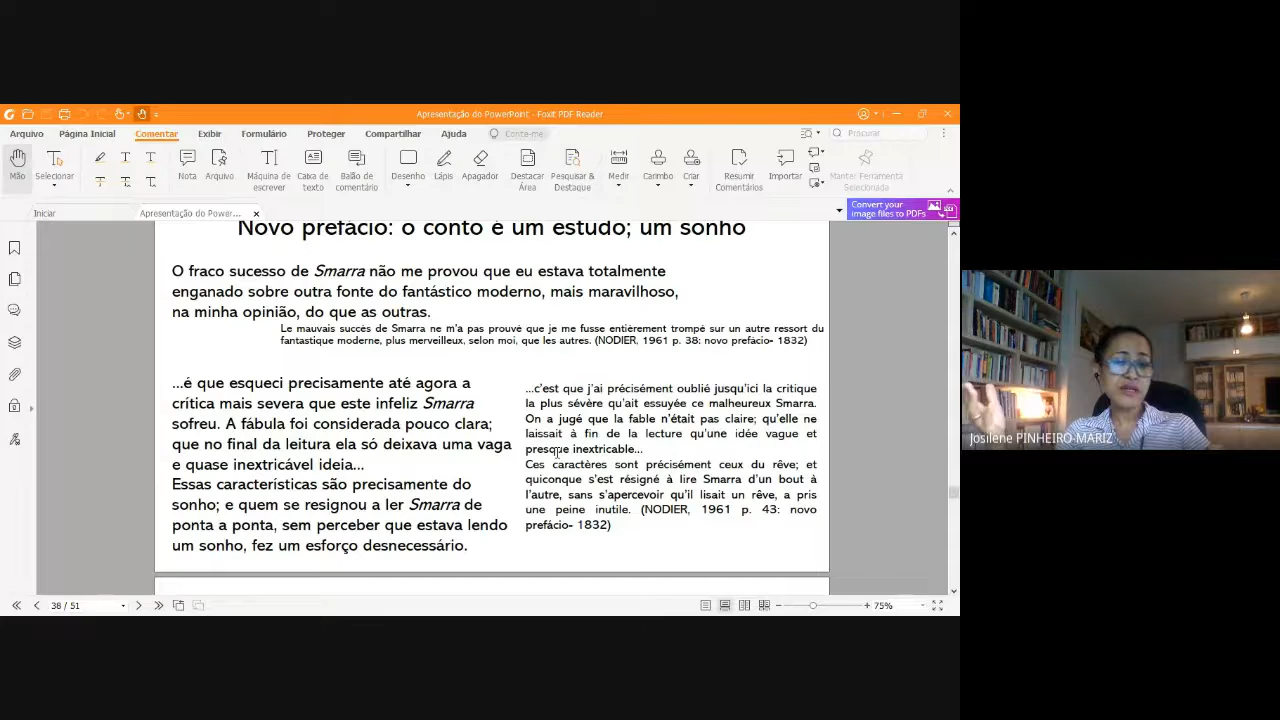 Apresentação do PowerPoint - Foxit PDF Reader
Arquivo Página Inicial Comentar Exibir Formulário Proteger Compartilhar Ajuda Conte-me Procurar
Mão Selecionar Nota Arquivo Máquina de escrever Caixa de texto Balão de comentário Desenho Lápis Apagador Destacar Área Pesquisar & Destaque Medir Carimbo Criar Resumir Comentários Importar Manter Ferramenta Selecionada
Iniciar Apresentação do Power... Convert your image files to PDFs
Novo prefácio: o conto é um estudo; um sonho
O fraco sucesso de Smarra não me provou que eu estava totalmente
enganado sobre outra fonte do fantástico moderno, mais maravilhoso,
na minha opinião, do que as outras.
Le mauvais succès de Smarra ne m'a pas prouvé que je me fusse entièrement trompé sur un autre ressort du
fantastique moderne, plus merveilleux, selon moi, que les autres. (NODIER, 1961 p. 38: novo prefácio- 1832)
...é que esqueci precisamente até agora a
crítica mais severa que este infeliz Smarra
sofreu. A fábula foi considerada pouco clara;
que no final da leitura ela só deixava uma vaga
e quase inextricável ideia...
Essas características são precisamente do
sonho; e quem se resignou a ler Smarra de
ponta a ponta, sem perceber que estava lendo
um sonho, fez um esforço desnecessário.
...c'est que j'ai précisément oublié jusqu'ici la critique
la plus sévère qu'ait essuyée ce malheureux Smarra.
On a jugé que la fable n'était pas claire; qu'elle ne
laissait à fin de la lecture qu'une idée vague et
presque inextricable...
Ces caractères sont précisément ceux du rêve; et
quiconque s'est résigné à lire Smarra d'un bout à
l'autre, sans s'apercevoir qu'il lisait un rêve, a pris
une peine inutile. (NODIER, 1961 p. 43: novo
prefácio- 1832)
38 / 51 75%
Josilene PINHEIRO-MARIZ